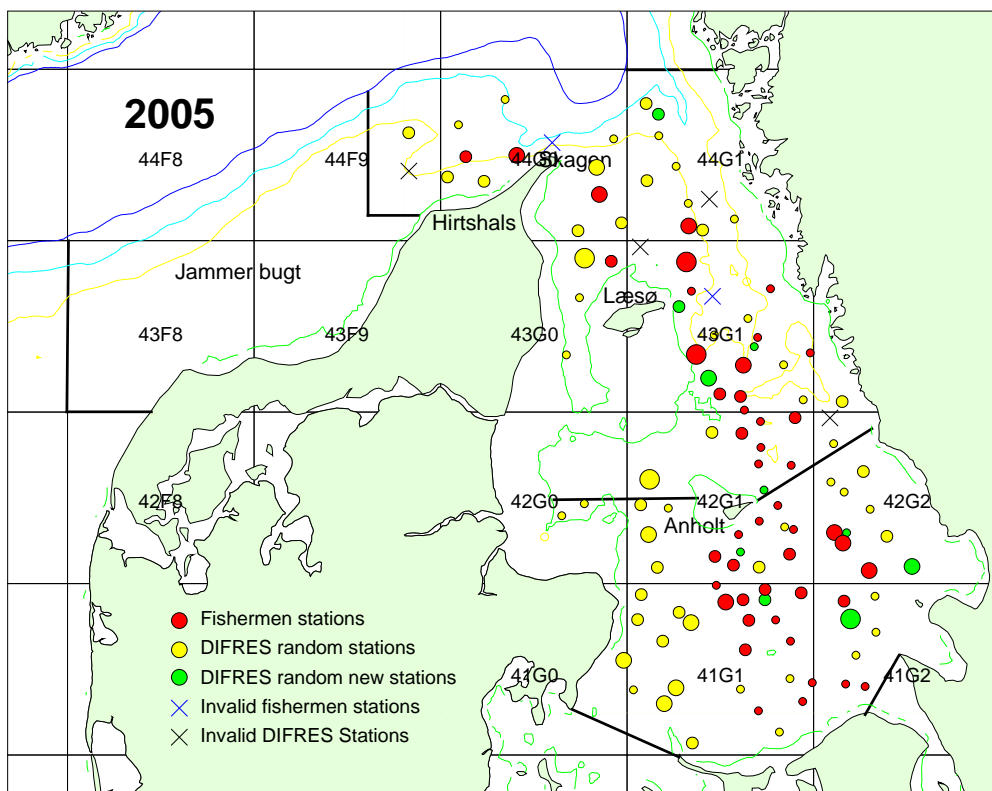 2005
44F8
44F9
44G0
Skagen
44G1
Hirtshals
Jammer bugt
Læsø
43F8
43F9
43G0
43G1
42F8
42G0
42G1
42G2
Anholt
Fishermen stations
DIFRES random stations
DIFRES random new stations
Invalid fishermen stations
Invalid DIFRES Stations
41G0
41G1
41G2